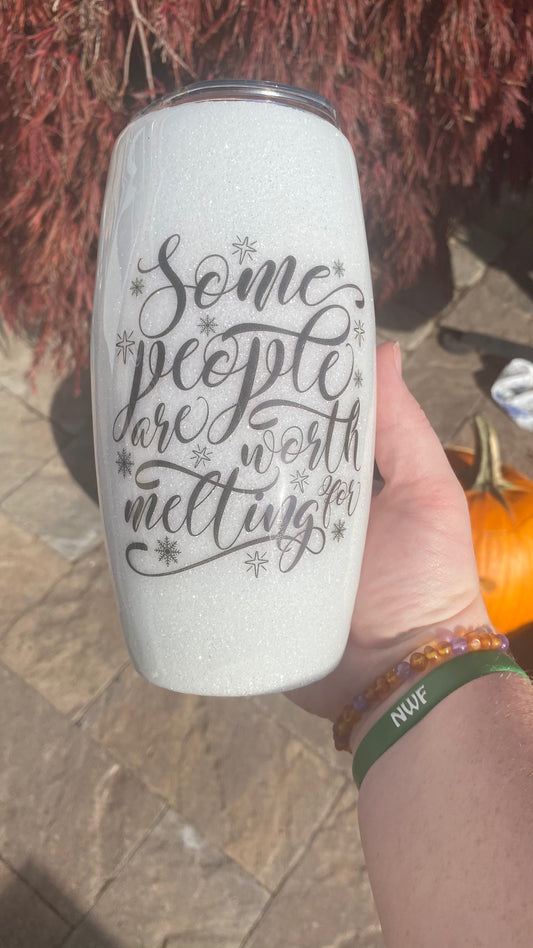 Some
people
are worth
melting for
NWF